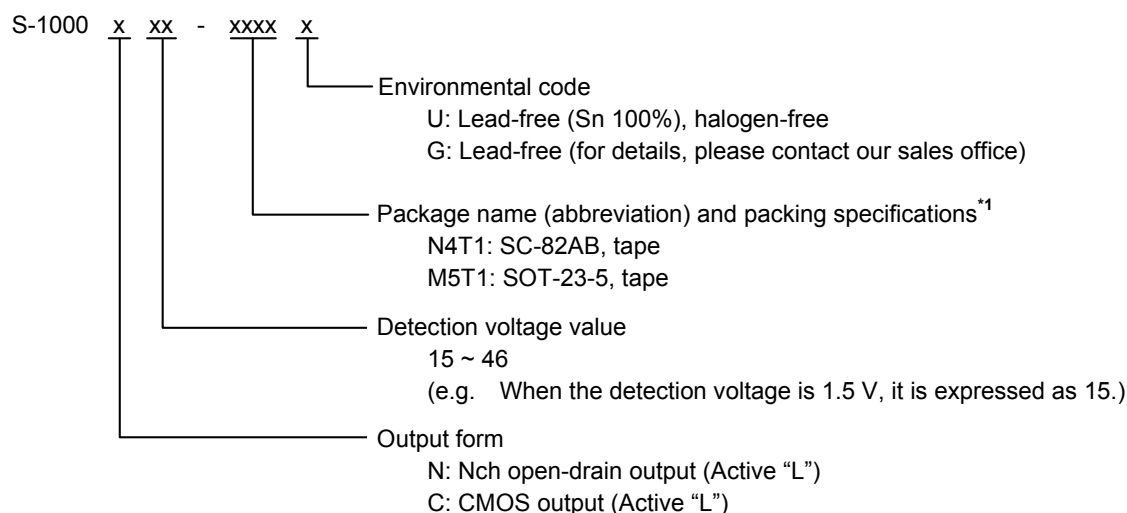 S-1000 x xx - xxxx x
Environmental code
U: Lead-free (Sn 100%), halogen-free
G: Lead-free (for details, please contact our sales office)
Package name (abbreviation) and packing specifications*1
N4T1: SC-82AB, tape
M5T1: SOT-23-5, tape
Detection voltage value
15 ~ 46
(e.g. When the detection voltage is 1.5 V, it is expressed as 15.)
Output form
N: Nch open-drain output (Active “L”)
C: CMOS output (Active “L”)